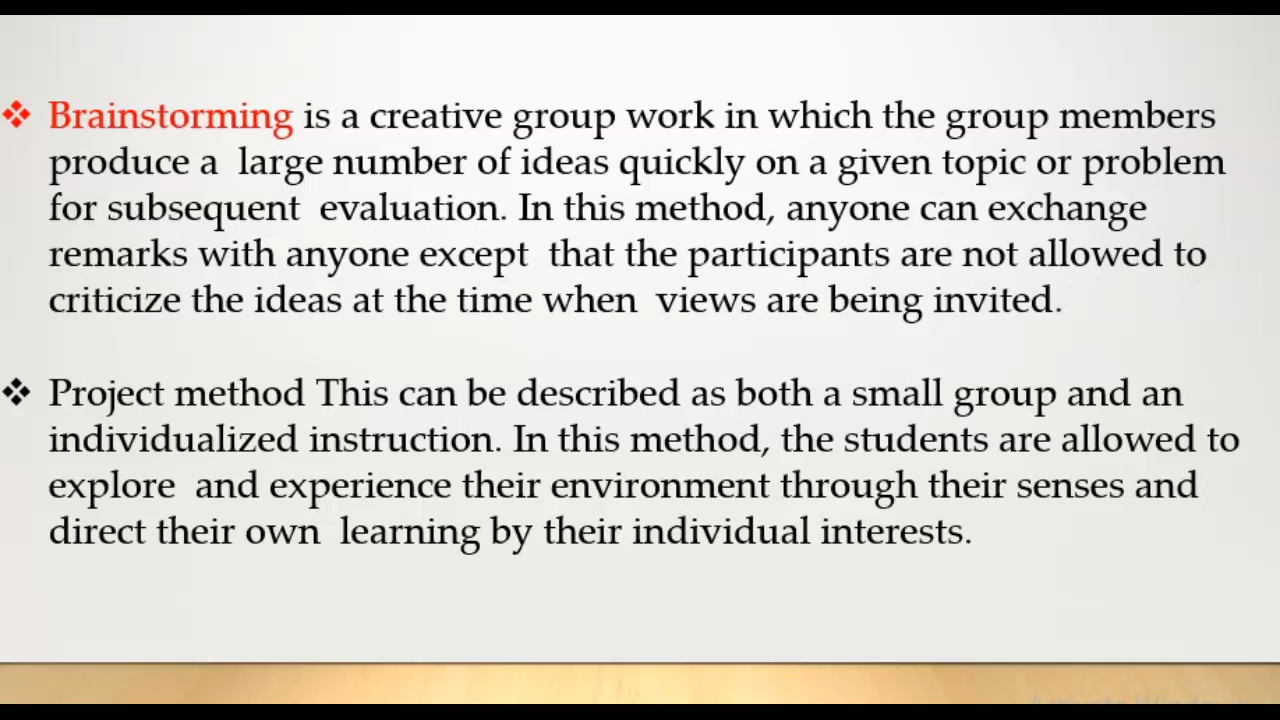 ❖ Brainstorming is a creative group work in which the group members
produce a large number of ideas quickly on a given topic or problem
for subsequent evaluation. In this method, anyone can exchange
remarks with anyone except that the participants are not allowed to
criticize the ideas at the time when views are being invited.
❖ Project method This can be described as both a small group and an
individualized instruction. In this method, the students are allowed to
explore and experience their environment through their senses and
direct their own learning by their individual interests.